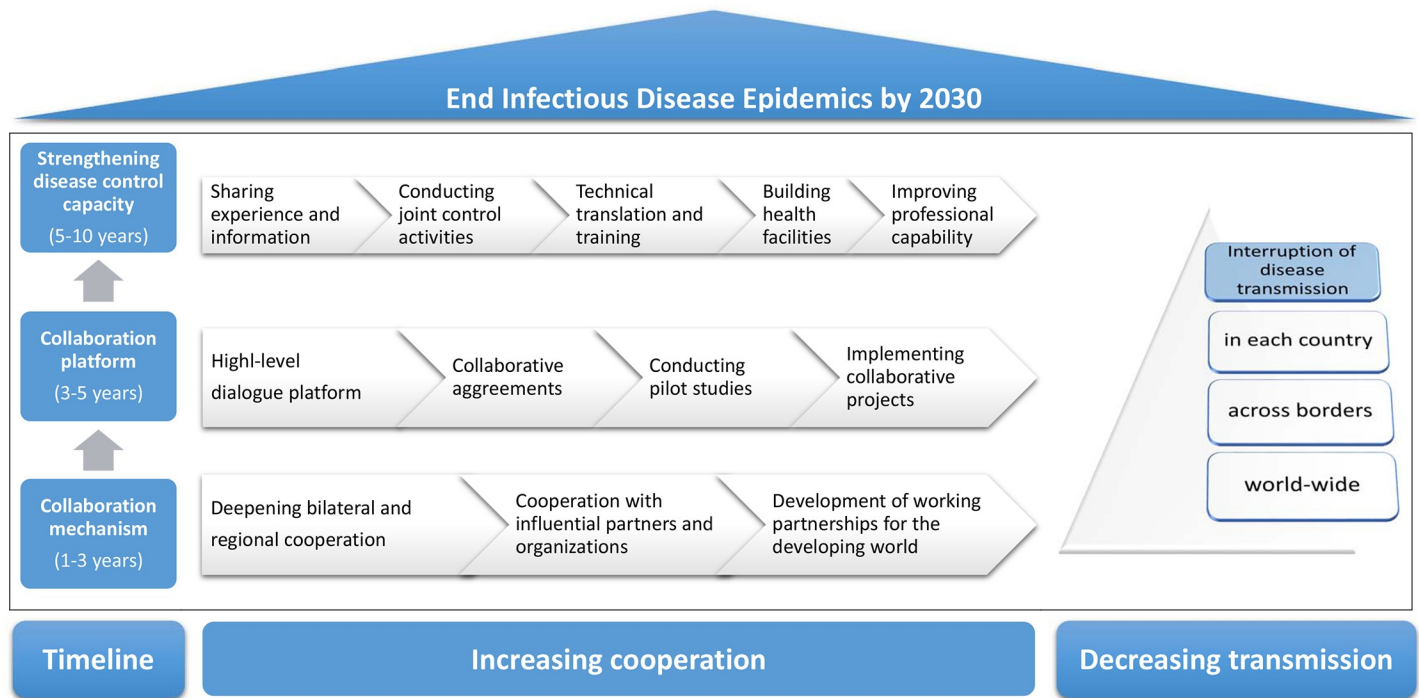 End Infectious Disease Epidemics by 2030
Strengthening
disease control
capacity
(5-10 years)
Sharing
experience and
information
Conducting
joint control
activities
Technical
translation and
training
Building
health
facilities
Improving
professional
capability
Collaboration
platform
(3-5 years)
Highl-level
dialogue platform
Collaborative
aggreements
Conducting
pilot studies
Implementing
collaborative
projects
Collaboration
mechanism
(1-3 years)
Deepening bilateral and
regional cooperation
Cooperation with
influential partners and
organizations
Development of working
partnerships for the
developing world
Interruption of
disease
transmission
in each country
across borders
world-wide
Timeline
Increasing cooperation
Decreasing transmission